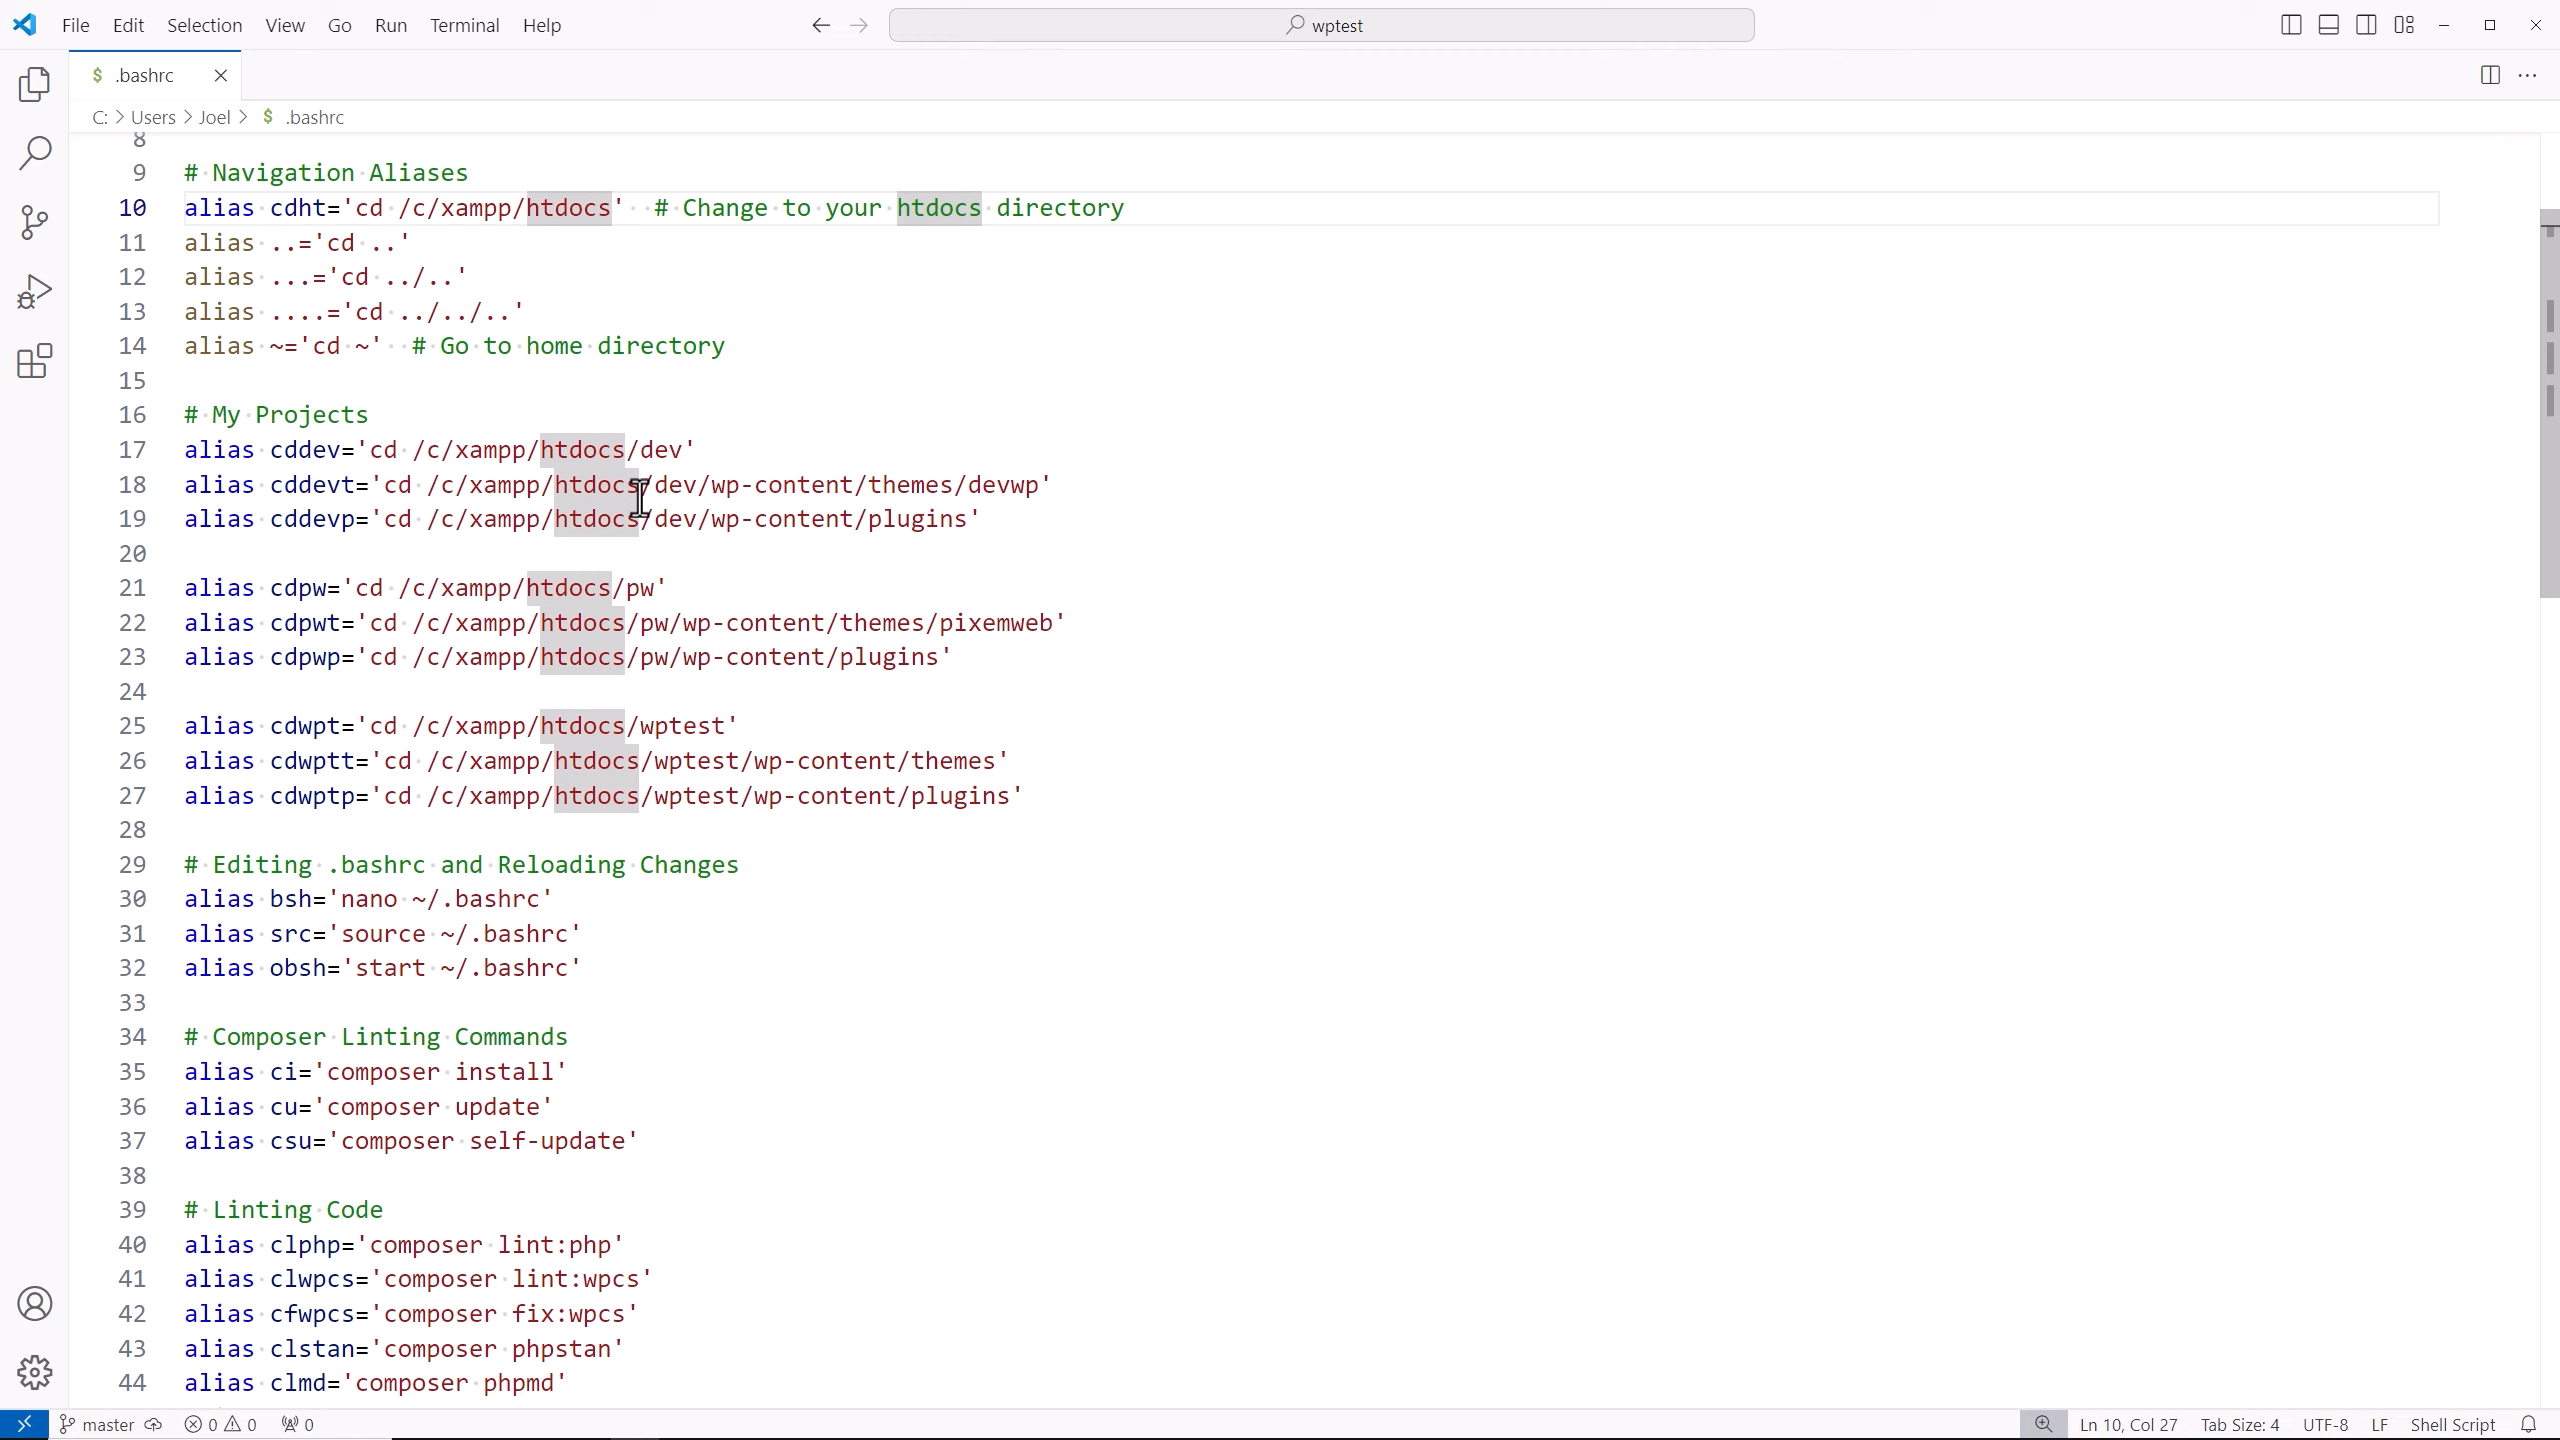 File Edit Selection View Go Run Terminal Help
wptest
$ .bashrc
C: > Users > Joel > $ .bashrc
8
9 # Navigation Aliases
10 alias cdht='cd /c/xampp/htdocs' # Change to your htdocs directory
11 alias ..='cd ..'
12 alias ...='cd ../..'
13 alias ....='cd ../../..'
14 alias ~='cd ~' # Go to home directory
15
16 # My Projects
17 alias cddev='cd /c/xampp/htdocs/dev'
18 alias cddevt='cd /c/xampp/htdocs/dev/wp-content/themes/devwp'
19 alias cddevp='cd /c/xampp/htdocs/dev/wp-content/plugins'
20
21 alias cdpw='cd /c/xampp/htdocs/pw'
22 alias cdpwt='cd /c/xampp/htdocs/pw/wp-content/themes/pixemweb'
23 alias cdpwp='cd /c/xampp/htdocs/pw/wp-content/plugins'
24
25 alias cdwpt='cd /c/xampp/htdocs/wptest'
26 alias cdwptt='cd /c/xampp/htdocs/wptest/wp-content/themes'
27 alias cdwptp='cd /c/xampp/htdocs/wptest/wp-content/plugins'
28
29 # Editing .bashrc and Reloading Changes
30 alias bsh='nano ~/.bashrc'
31 alias src='source ~/.bashrc'
32 alias obsh='start ~/.bashrc'
33
34 # Composer Linting Commands
35 alias ci='composer install'
36 alias cu='composer update'
37 alias csu='composer self-update'
38
39 # Linting Code
40 alias clphp='composer lint:php'
41 alias clwpcs='composer lint:wpcs'
42 alias cfwpcs='composer fix:wpcs'
43 alias clstan='composer phpstan'
44 alias clmd='composer phpmd'
master 0 0 0 Ln 10, Col 27 Tab Size: 4 UTF-8 LF Shell Script